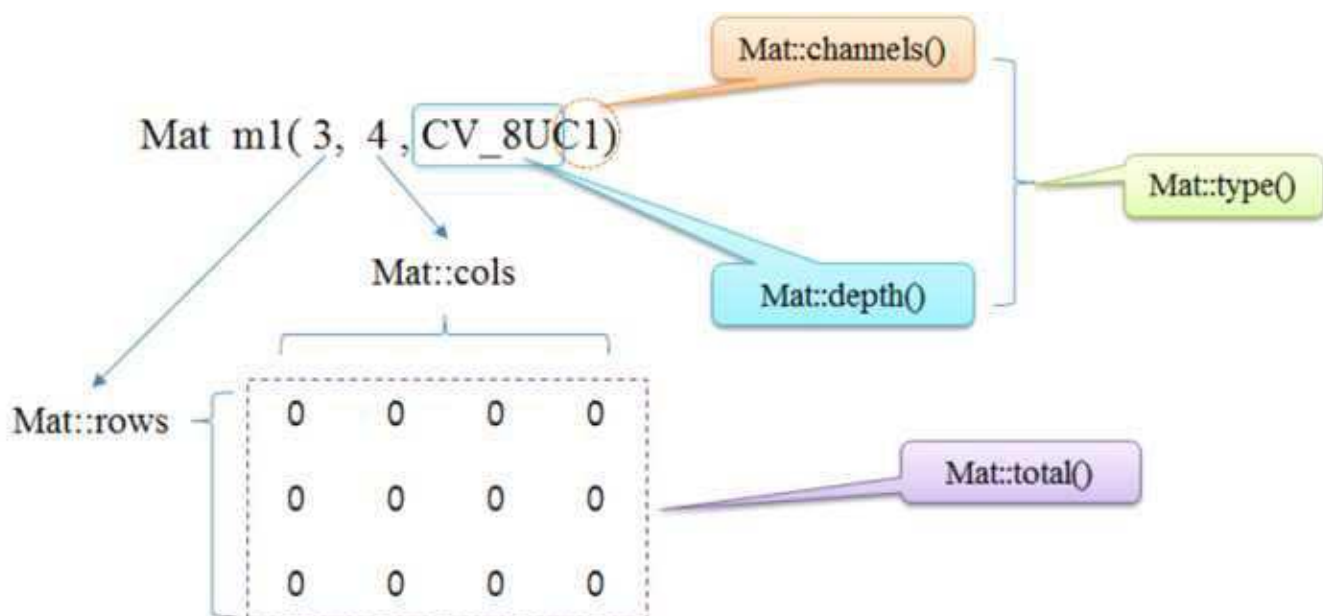 Mat::channels()
Mat m1( 3, 4 , CV_8UC1)
Mat::type()
Mat::cols
Mat::depth()
Mat::rows
0 0 0 0
0 0 0 0
0 0 0 0
Mat::total()